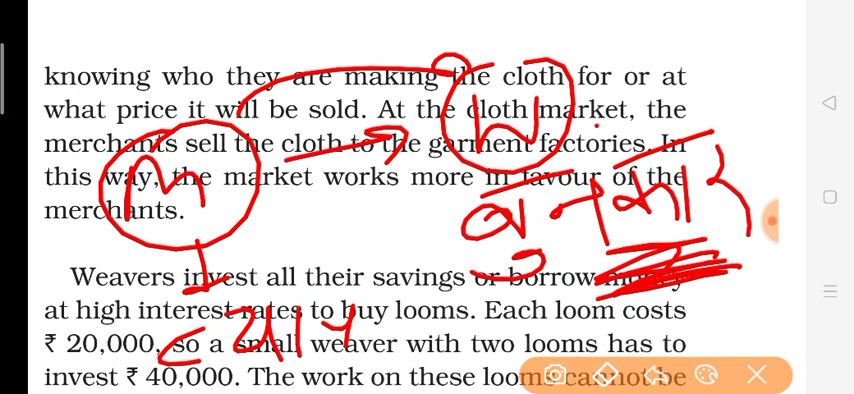 knowing who they are making the cloth for or at
what price it will be sold. At the cloth market, the
merchants sell the cloth to the garment factories. In
this way, the market works more in favour of the
merchants.
Weavers invest all their savings or borrow money
at high interest rates to buy looms. Each loom costs
₹ 20,000, so a small weaver with two looms has to
invest ₹ 40,000. The work on these looms cannot be
m
W
बुनकर